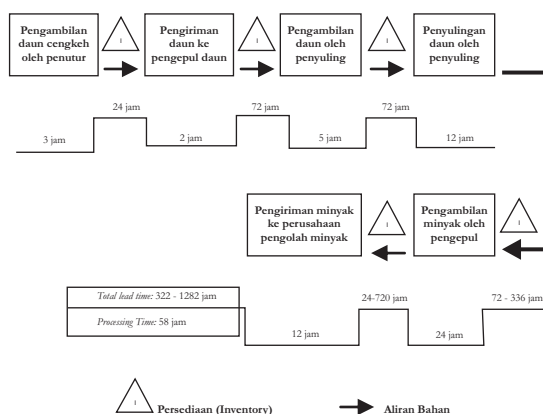 Pengambilan
daun cengkeh
oleh penutur
I
Pengiriman
daun ke
pengepul daun
I
Pengambilan
daun oleh
penyuling
I
Penyulingan
daun oleh
penyuling
24 jam
72 jam
72 jam
3 jam
2 jam
5 jam
12 jam
Pengiriman minyak
ke perusahaan
pengolah minyak
I
Pengambilan
minyak oleh
pengepul
I
Total lead time: 322 - 1282 jam
Processing Time: 58 jam
24-720 jam
72 - 336 jam
12 jam
24 jam
I
Persediaan (Inventory)
Aliran Bahan